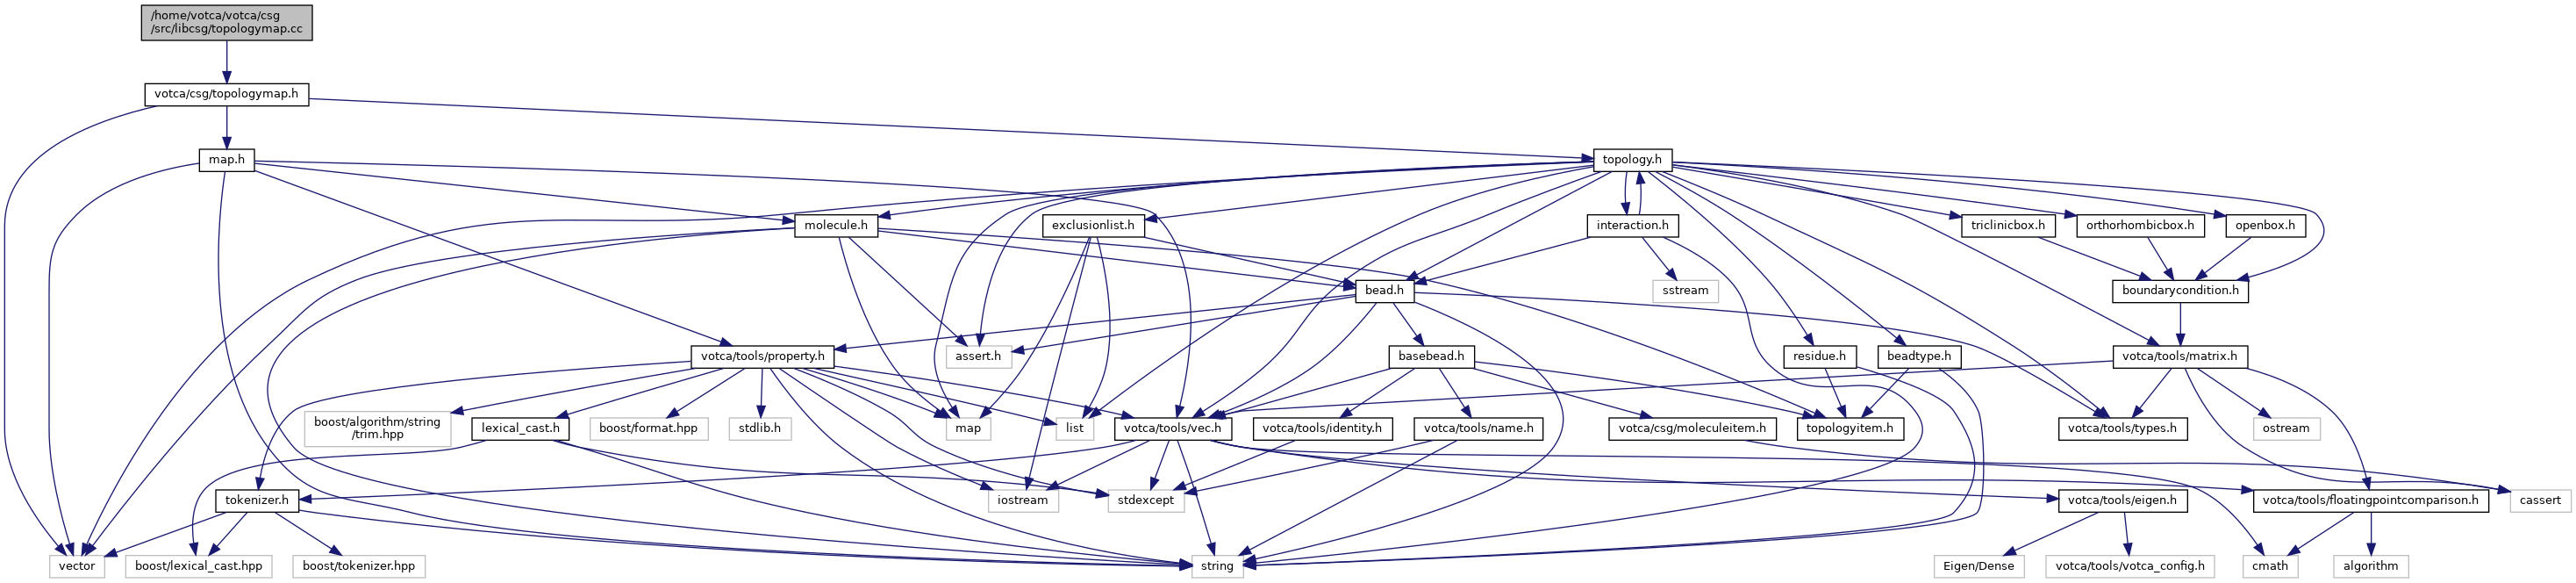 /home/votca/votca/csg
/src/libcsg/topologymap.cc
votca/csg/topologymap.h
map.h
topology.h
molecule.h
exclusionlist.h
interaction.h
triclinicbox.h
orthorhombicbox.h
openbox.h
bead.h
sstream
boundarycondition.h
votca/tools/property.h
assert.h
basebead.h
residue.h
beadtype.h
votca/tools/matrix.h
boost/algorithm/string
/trim.hpp
lexical_cast.h
boost/format.hpp
stdlib.h
map
list
votca/tools/vec.h
votca/tools/identity.h
votca/tools/name.h
votca/csg/moleculeitem.h
topologyitem.h
votca/tools/types.h
ostream
tokenizer.h
iostream
stdexcept
votca/tools/eigen.h
votca/tools/floatingpointcomparison.h
cassert
vector
boost/lexical_cast.hpp
boost/tokenizer.hpp
string
Eigen/Dense
votca/tools/votca_config.h
cmath
algorithm